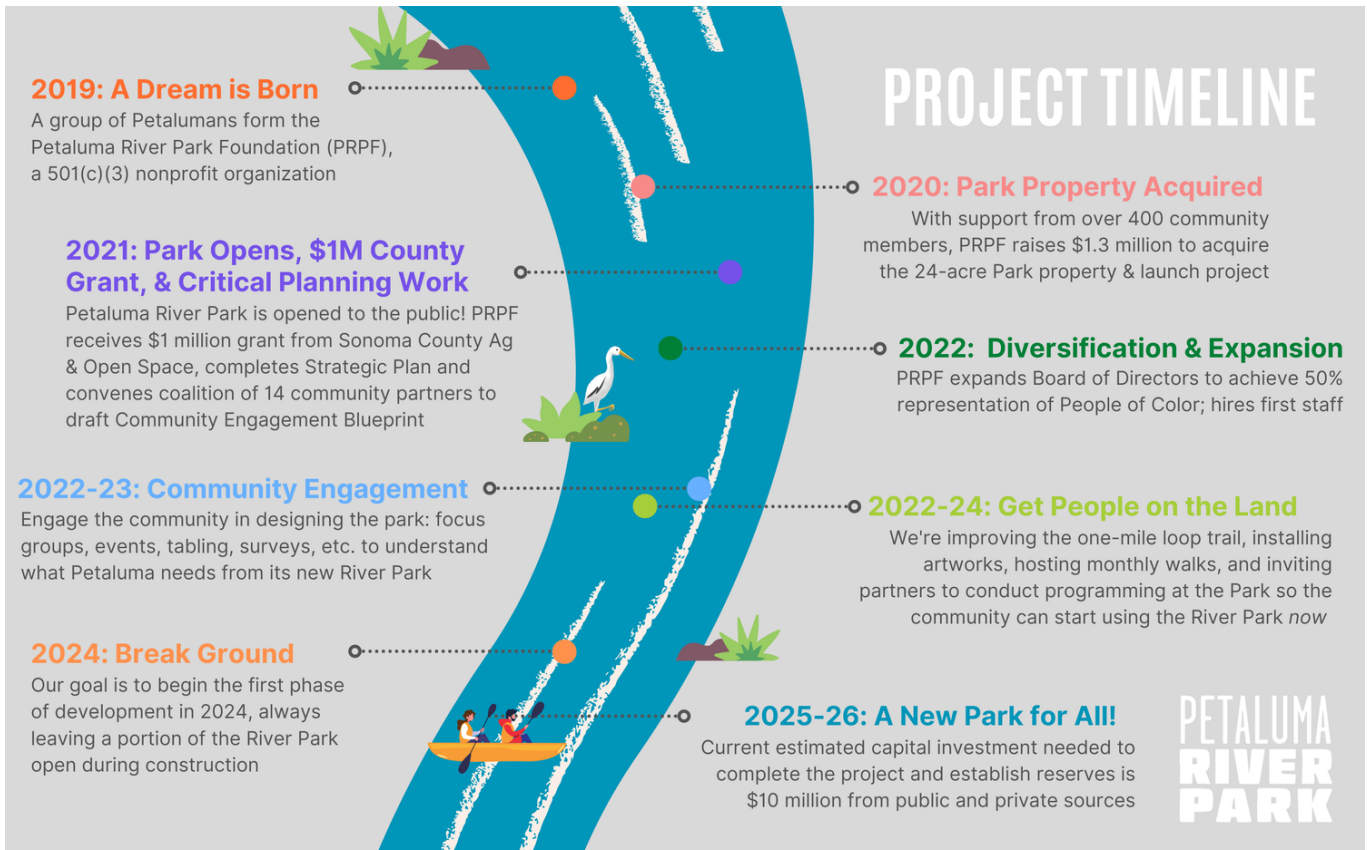 PROJECT TIMELINE
2019: A Dream is Born
A group of Petalumans form the
Petaluma River Park Foundation (PRPF),
a 501(c)(3) nonprofit organization
2020: Park Property Acquired
With support from over 400 community
members, PRPF raises $1.3 million to acquire
the 24-acre Park property & launch project
2021: Park Opens, $1M County
Grant, & Critical Planning Work
Petaluma River Park is opened to the public! PRPF
receives $1 million grant from Sonoma County Ag
& Open Space, completes Strategic Plan and
convenes coalition of 14 community partners to
draft Community Engagement Blueprint
2022: Diversification & Expansion
PRPF expands Board of Directors to achieve 50%
representation of People of Color; hires first staff
2022-23: Community Engagement
Engage the community in designing the park: focus
groups, events, tabling, surveys, etc. to understand
what Petaluma needs from its new River Park
2022-24: Get People on the Land
We're improving the one-mile loop trail, installing
artworks, hosting monthly walks, and inviting
partners to conduct programming at the Park so the
community can start using the River Park now
2024: Break Ground
Our goal is to begin the first phase
of development in 2024, always
leaving a portion of the River Park
open during construction
2025-26: A New Park for All!
Current estimated capital investment needed to
complete the project and establish reserves is
$10 million from public and private sources
PETALUMA
RIVER
PARK